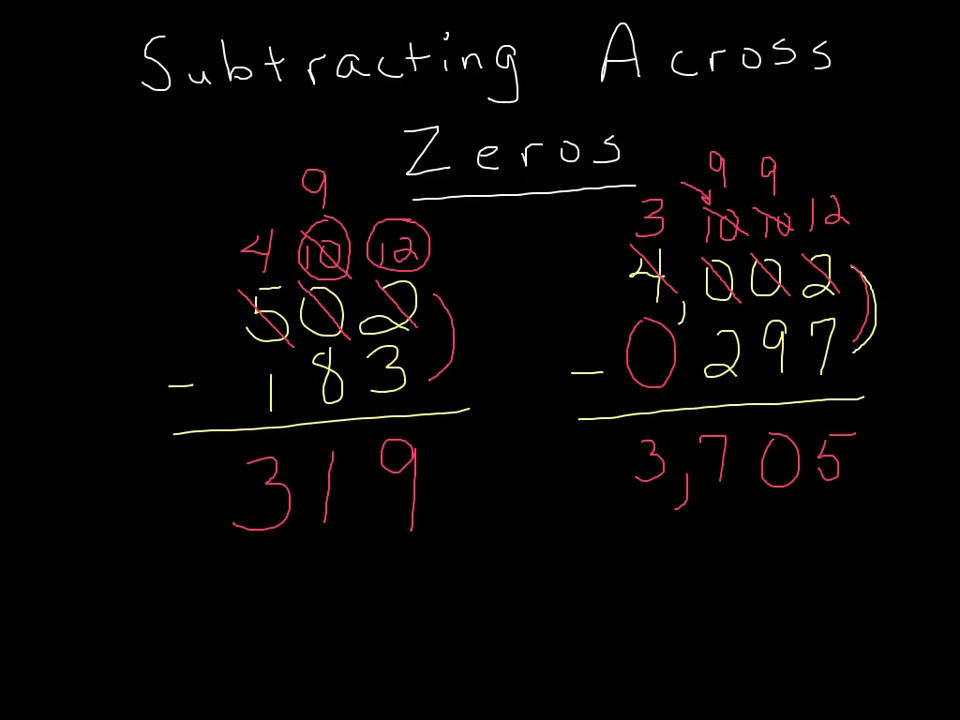 Subtracting Across
Zeros
9
4 10 12
502
- 183
319
9 9
3 10 10 12
4,002
- 0297
3,705